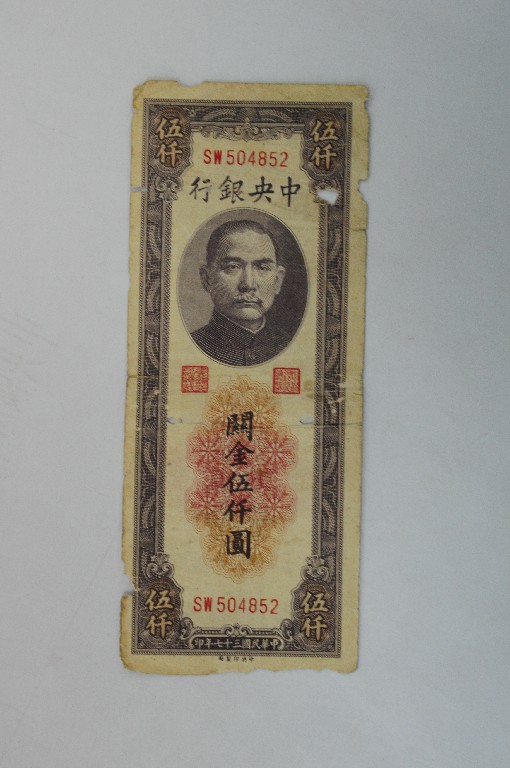 伍仟 伍仟
SW504852
中央銀行
關金伍仟圓
SW504852
伍仟 伍仟
中華民國三十七年印